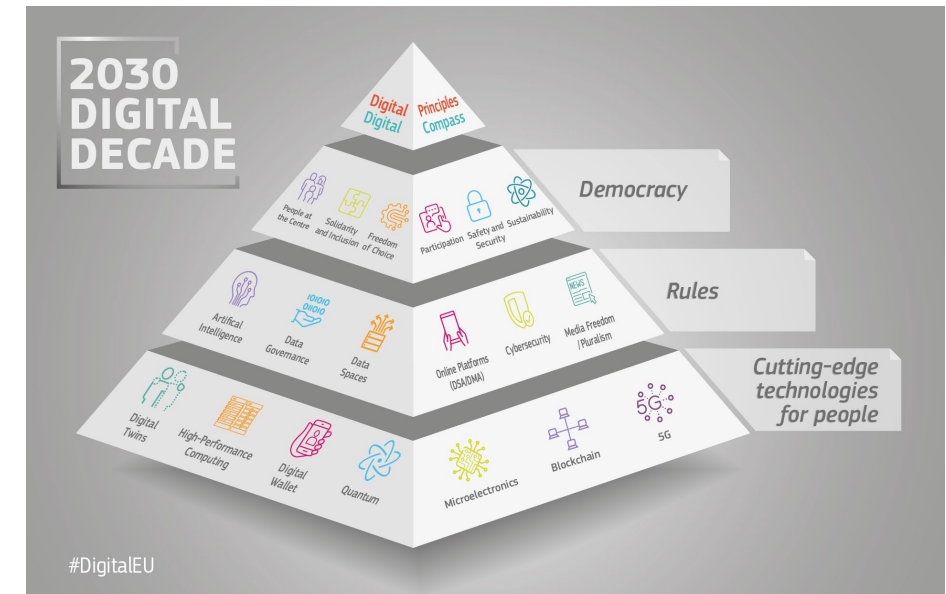 2030
DIGITAL
DECADE
Digital Principles
Digital Compass
People at
the Centre
Solidarity
and Inclusion
Freedom
of Choice
Participation
Safety and
Security
Sustainability
Democracy
Artifical
Intelligence
101010
011010
Data
Governance
Data
Spaces
Online Platforms
(DSA/DMA)
Cybersecurity
NEWS
Media Freedom
/Pluralism
Rules
Digital
Twins
High-Performance
Computing
Digital
Wallet
Quantum
Microelectronics
Blockchain
5G
5G
Cutting-edge
technologies
for people
#DigitalEU